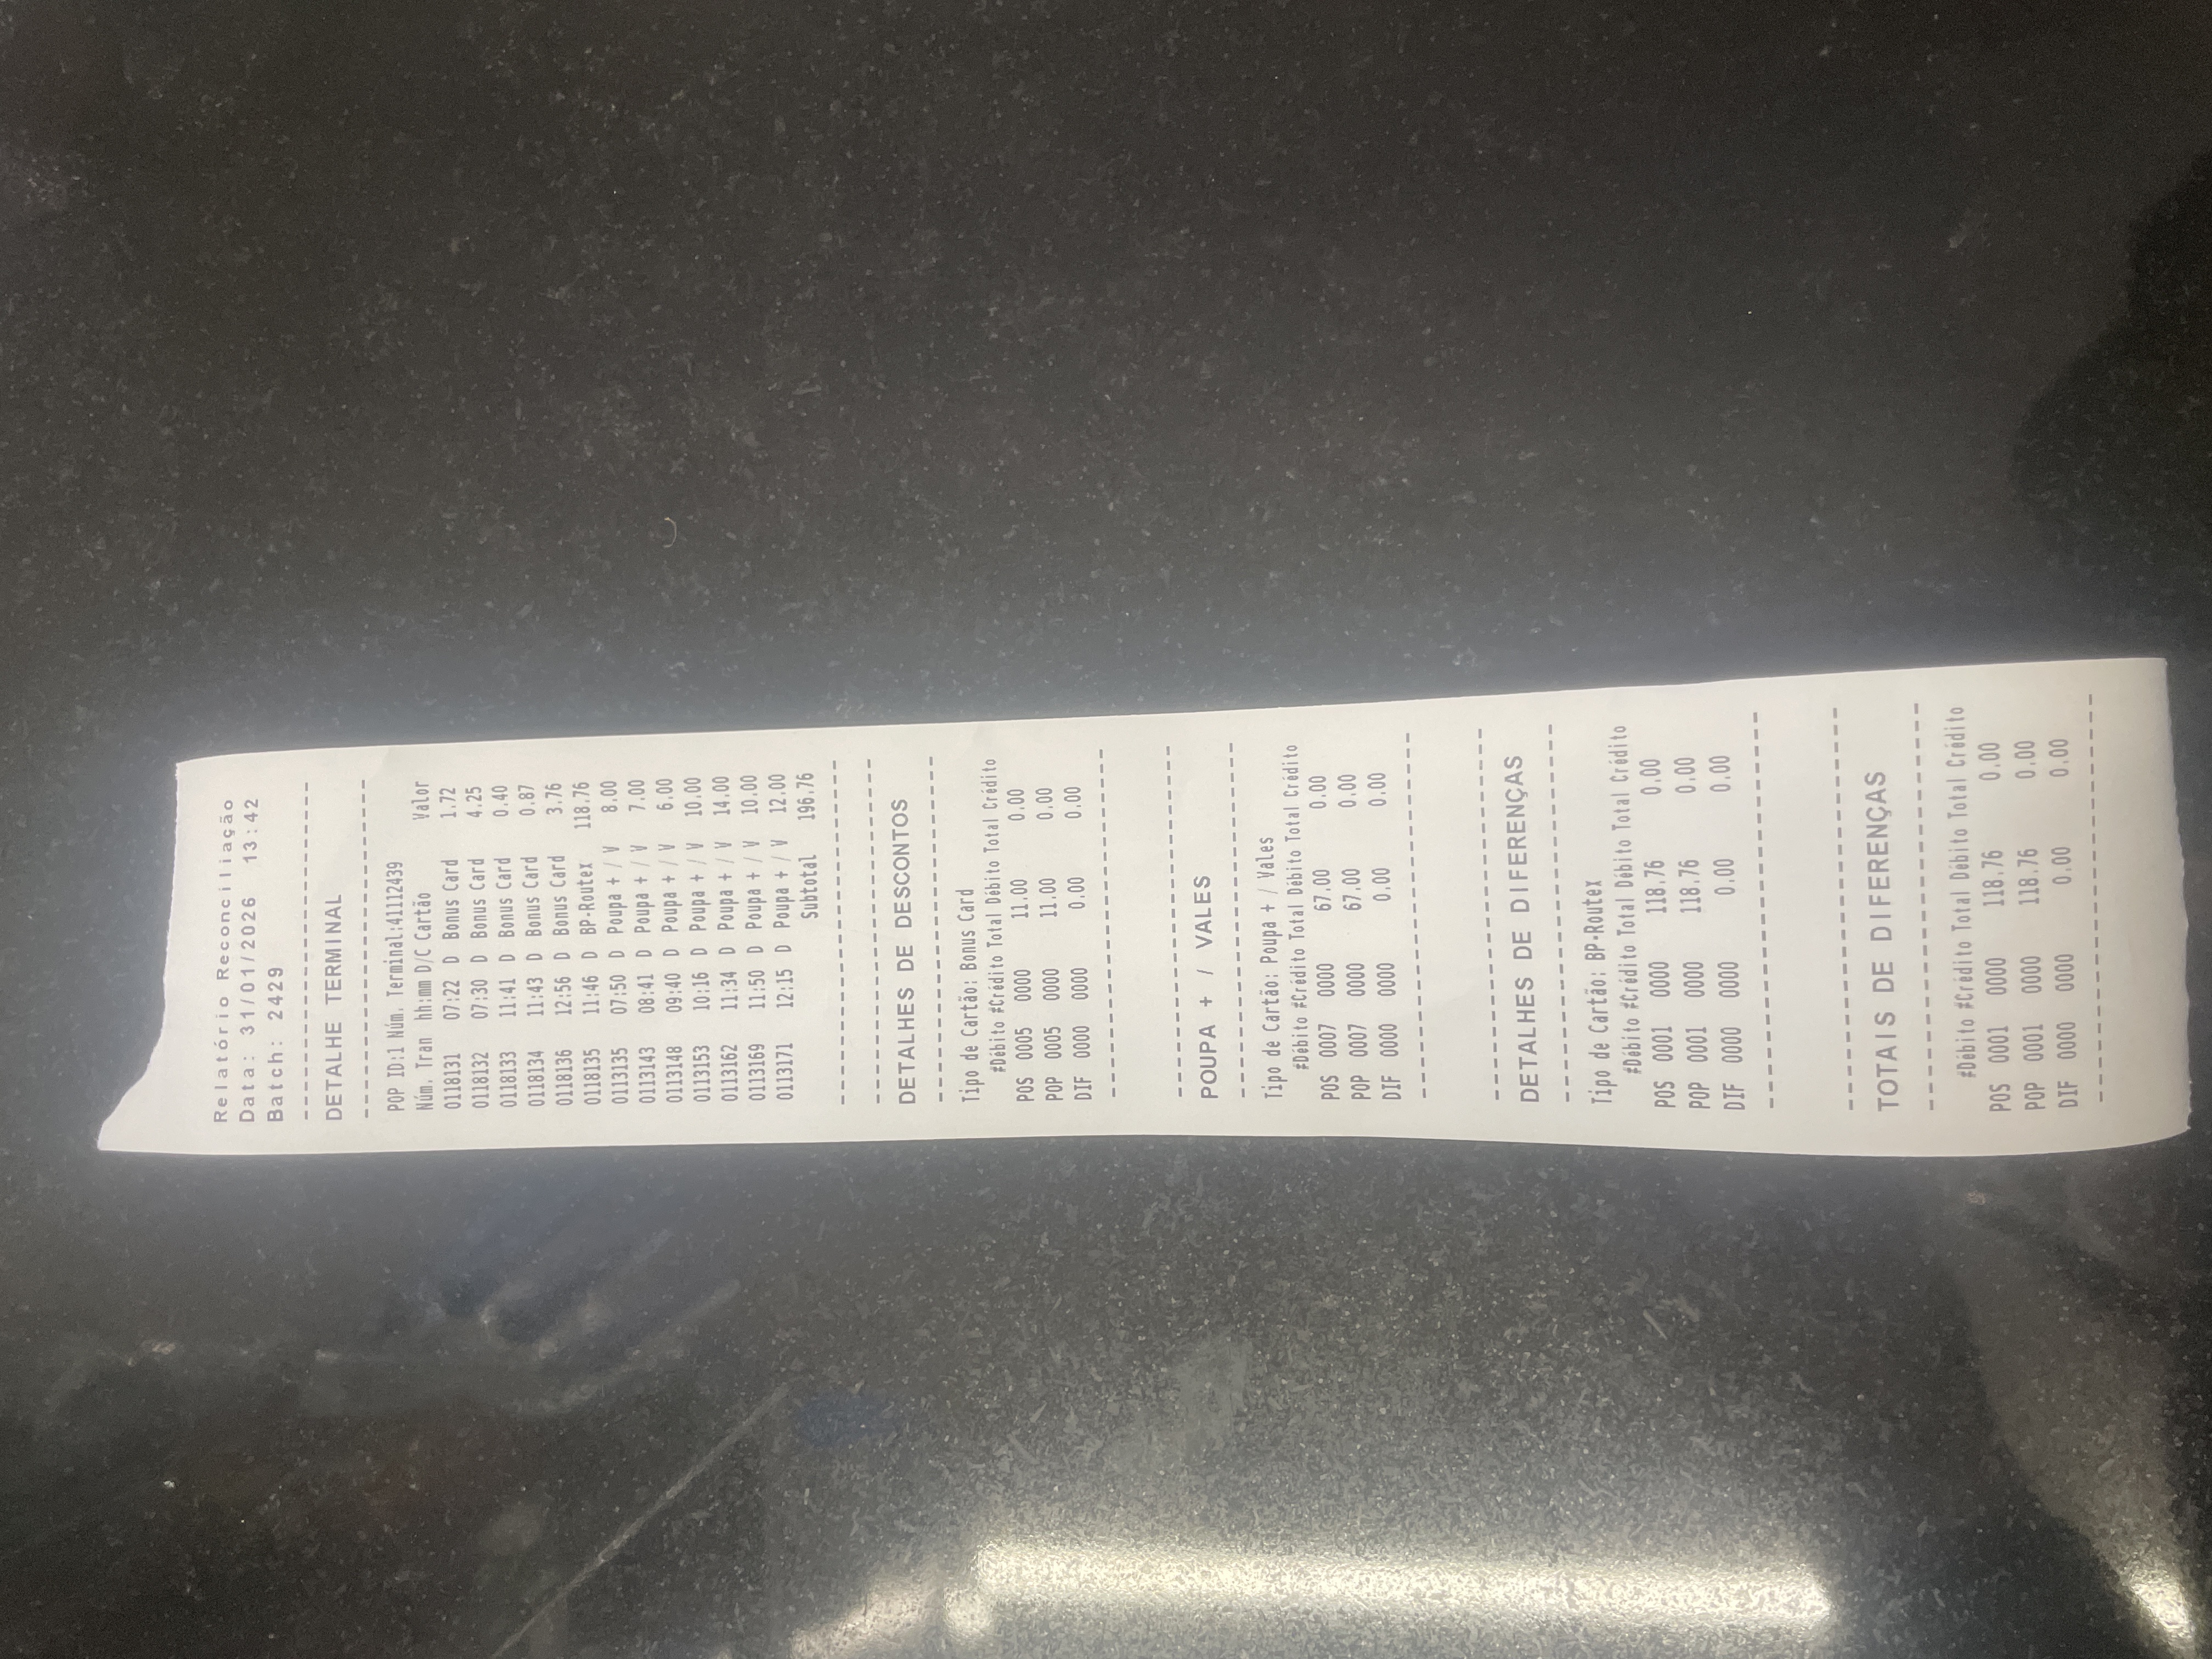 Relatório Reconciliação
Data: 31/01/2026 13:42
Batch: 2429
--------------------------------
DETALHE TERMINAL
--------------------------------
POP ID:1 Núm. Terminal:41112439
Núm. Tran hh:mm D/C Cartão Valor
0118131 07:22 D Bonus Card 1.72
0118132 07:30 D Bonus Card 4.25
0118133 11:41 D Bonus Card 0.40
0118134 11:43 D Bonus Card 0.87
0118136 12:56 D Bonus Card 3.76
0118135 11:46 D BP-Routex 118.76
0113135 07:50 D Poupa + / V 8.00
0113143 08:41 D Poupa + / V 7.00
0113148 09:40 D Poupa + / V 6.00
0113153 10:16 D Poupa + / V 10.00
0113162 11:34 D Poupa + / V 14.00
0113169 11:50 D Poupa + / V 10.00
0113171 12:15 D Poupa + / V 12.00
Subtotal 196.76
--------------------------------
--------------------------------
DETALHES DE DESCONTOS
--------------------------------
Tipo de Cartão: Bonus Card
#Débito #Crédito Total Débito Total Crédito
POS 0005 0000 11.00 0.00
POP 0005 0000 11.00 0.00
DIF 0000 0000 0.00 0.00
--------------------------------
--------------------------------
POUPA + / VALES
--------------------------------
Tipo de Cartão: Poupa + / Vales
#Débito #Crédito Total Débito Total Crédito
POS 0007 0000 67.00 0.00
POP 0007 0000 67.00 0.00
DIF 0000 0000 0.00 0.00
--------------------------------
--------------------------------
DETALHES DE DIFERENÇAS
--------------------------------
Tipo de Cartão: BP-Routex
#Débito #Crédito Total Débito Total Crédito
POS 0001 0000 118.76 0.00
POP 0001 0000 118.76 0.00
DIF 0000 0000 0.00 0.00
--------------------------------
--------------------------------
TOTAIS DE DIFERENÇAS
--------------------------------
#Débito #Crédito Total Débito Total Crédito
POS 0001 0000 118.76 0.00
POP 0001 0000 118.76 0.00
DIF 0000 0000 0.00 0.00
--------------------------------